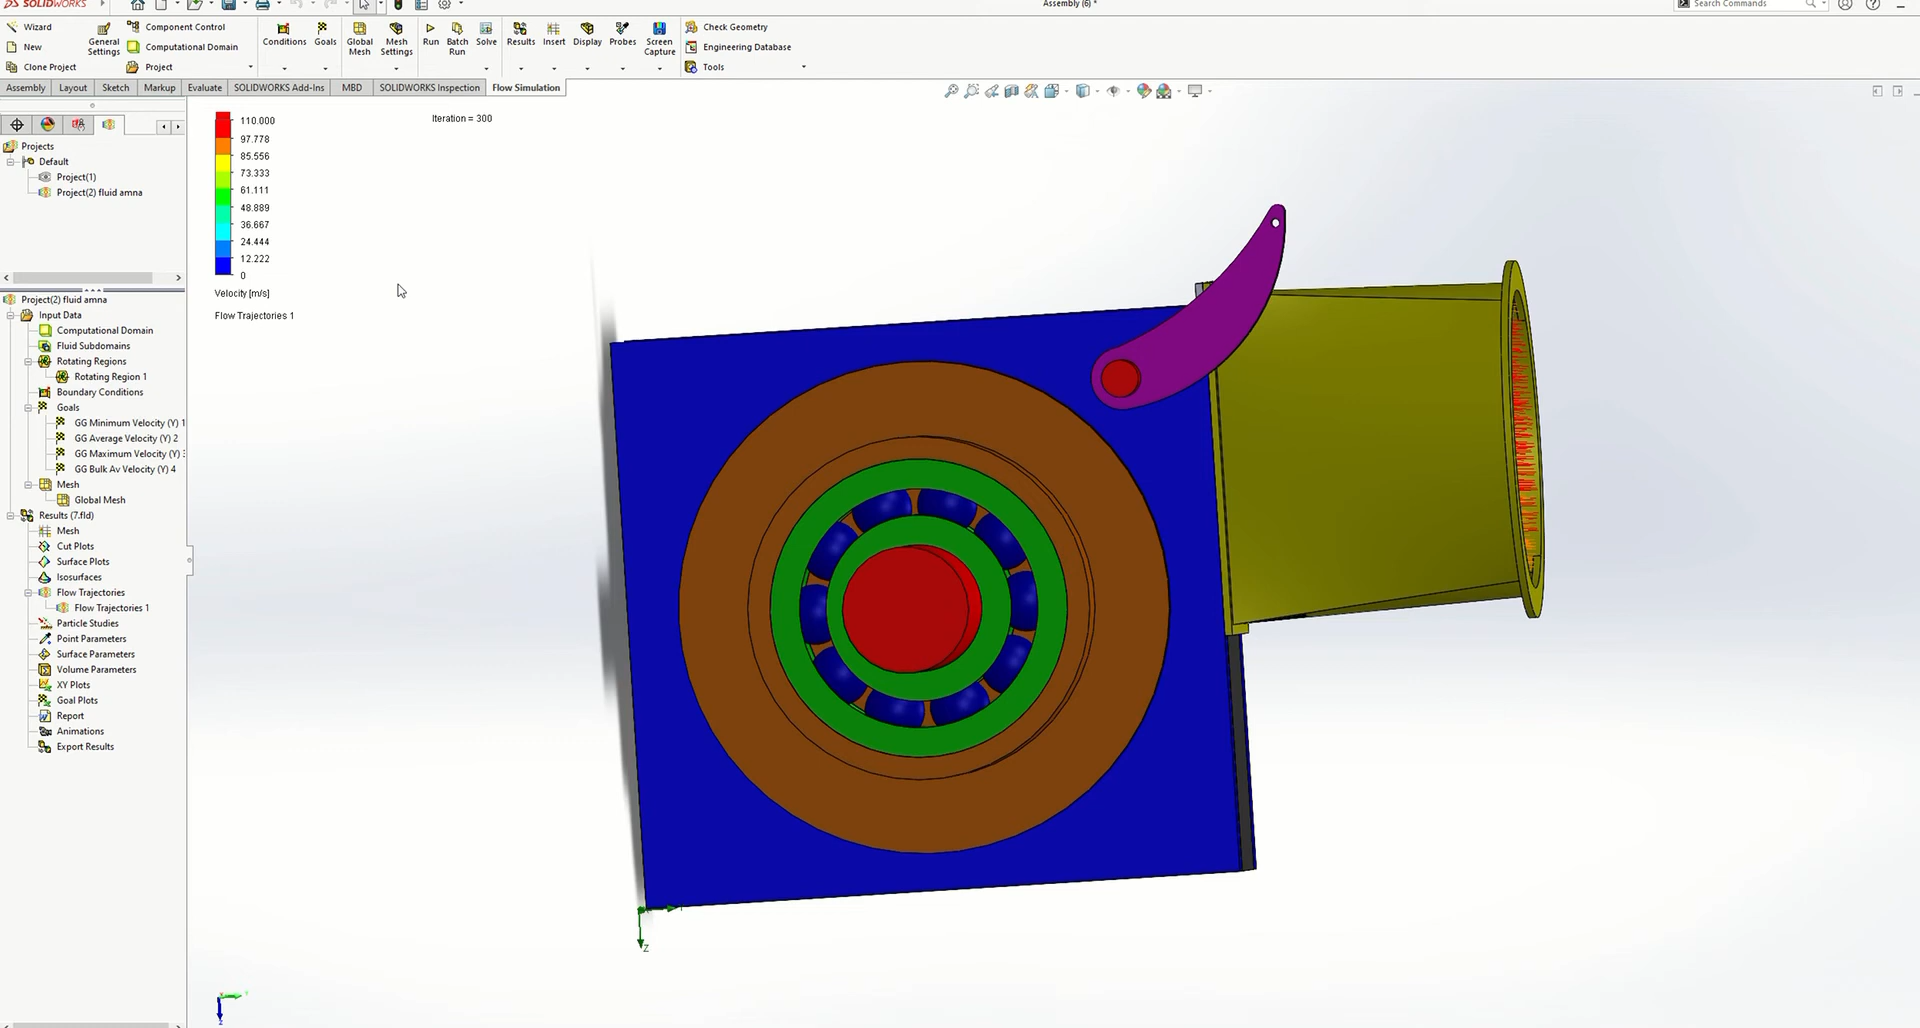 SOLIDWORKS
Assembly (6) *
Search Commands
Wizard
New
Clone Project
General Settings
Component Control
Computational Domain
Project
Conditions
Goals
Global Mesh
Mesh Settings
Run
Batch Run
Solve
Results
Insert
Display
Probes
Screen Capture
Check Geometry
Engineering Database
Tools
Assembly
Layout
Sketch
Markup
Evaluate
SOLIDWORKS Add-Ins
MBD
SOLIDWORKS Inspection
Flow Simulation
Projects
Default
Project(1)
Project(2) fluid amna
Project(2) fluid amna
Input Data
Computational Domain
Fluid Subdomains
Rotating Regions
Rotating Region 1
Boundary Conditions
Goals
GG Minimum Velocity (Y) 1
GG Average Velocity (Y) 2
GG Maximum Velocity (Y)
GG Bulk Av Velocity (Y) 4
Mesh
Global Mesh
Results (7.fld)
Mesh
Cut Plots
Surface Plots
Isosurfaces
Flow Trajectories
Flow Trajectories 1
Particle Studies
Point Parameters
Surface Parameters
Volume Parameters
XY Plots
Goal Plots
Report
Animations
Export Results
110.000
97.778
85.556
73.333
61.111
48.889
36.667
24.444
12.222
0
Velocity [m/s]
Flow Trajectories 1
Iteration = 300
Z